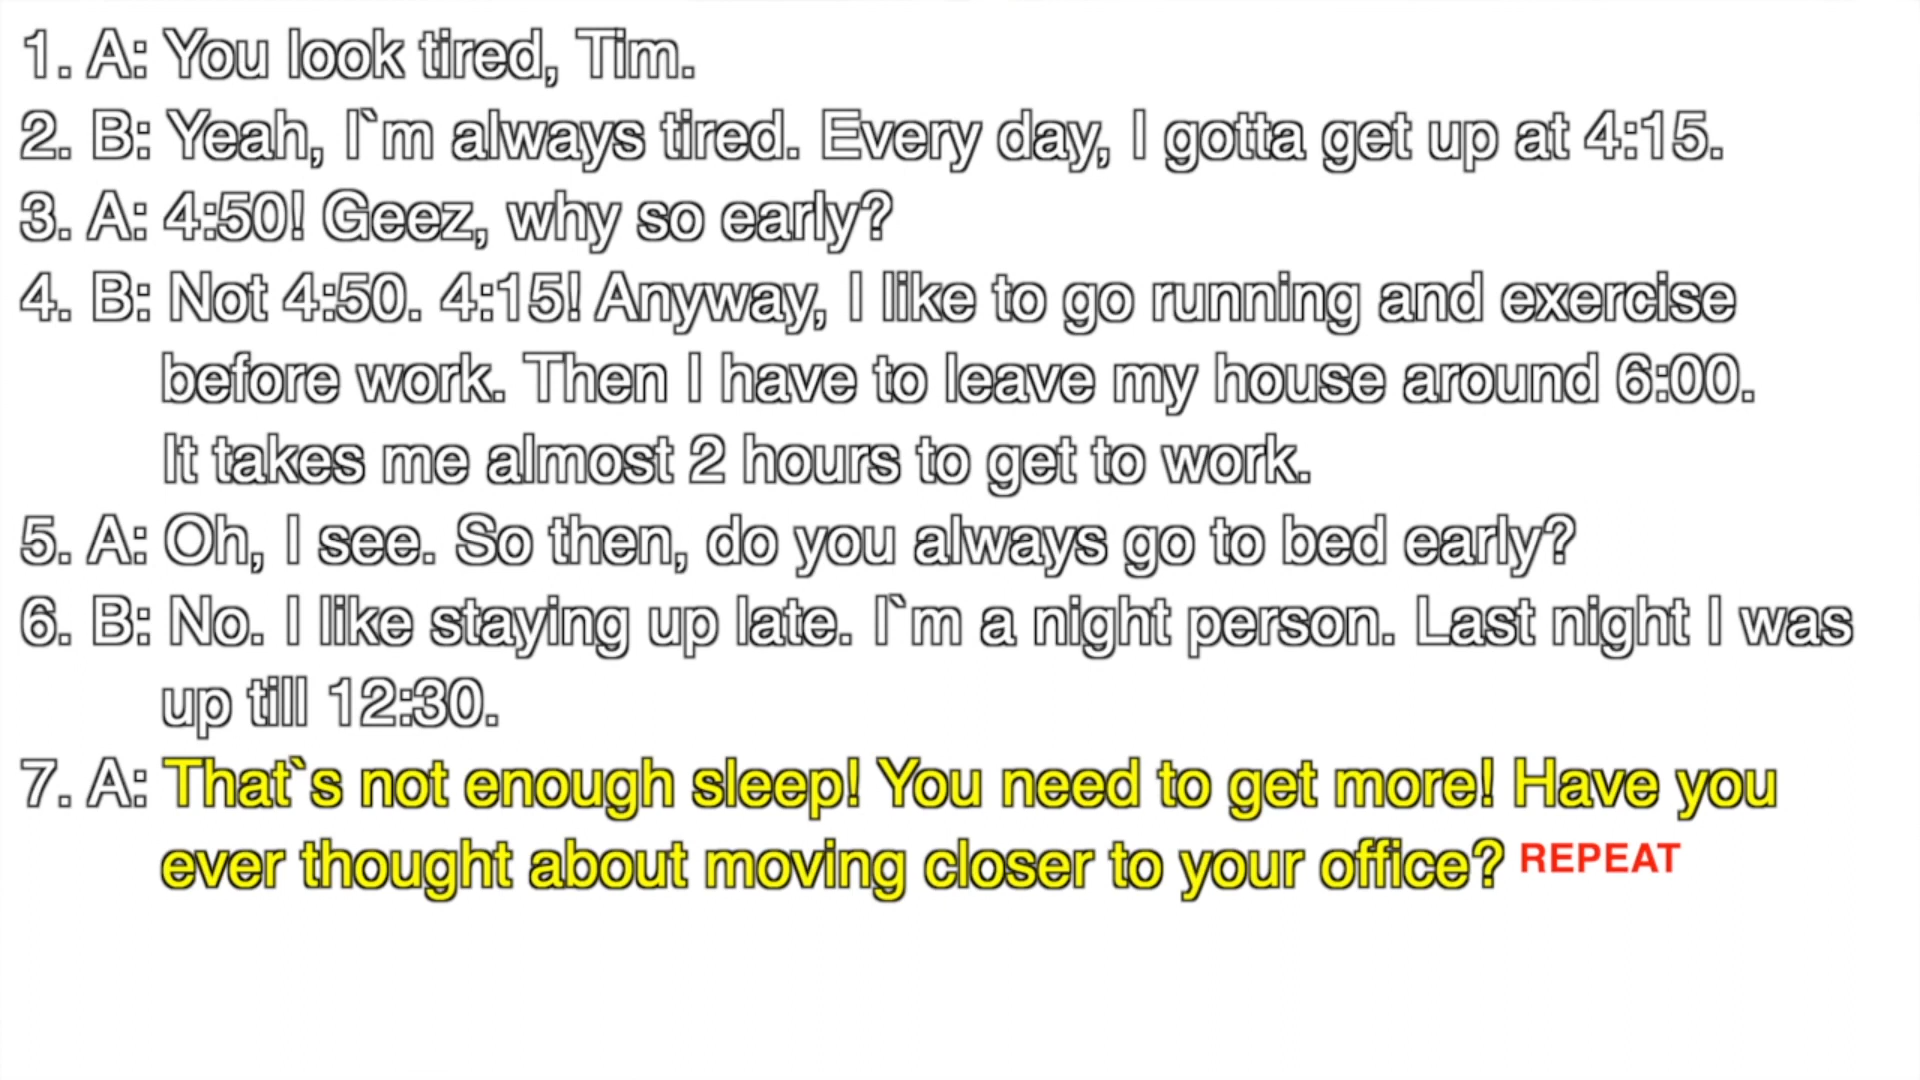 1. A: You look tired, Tim.
2. B: Yeah, I`m always tired. Every day, I gotta get up at 4:15.
3. A: 4:50! Geez, why so early?
4. B: Not 4:50. 4:15! Anyway, I like to go running and exercise
before work. Then I have to leave my house around 6:00.
It takes me almost 2 hours to get to work.
5. A: Oh, I see. So then, do you always go to bed early?
6. B: No. I like staying up late. I`m a night person. Last night I was
up till 12:30.
7. A: That`s not enough sleep! You need to get more! Have you
ever thought about moving closer to your office? REPEAT